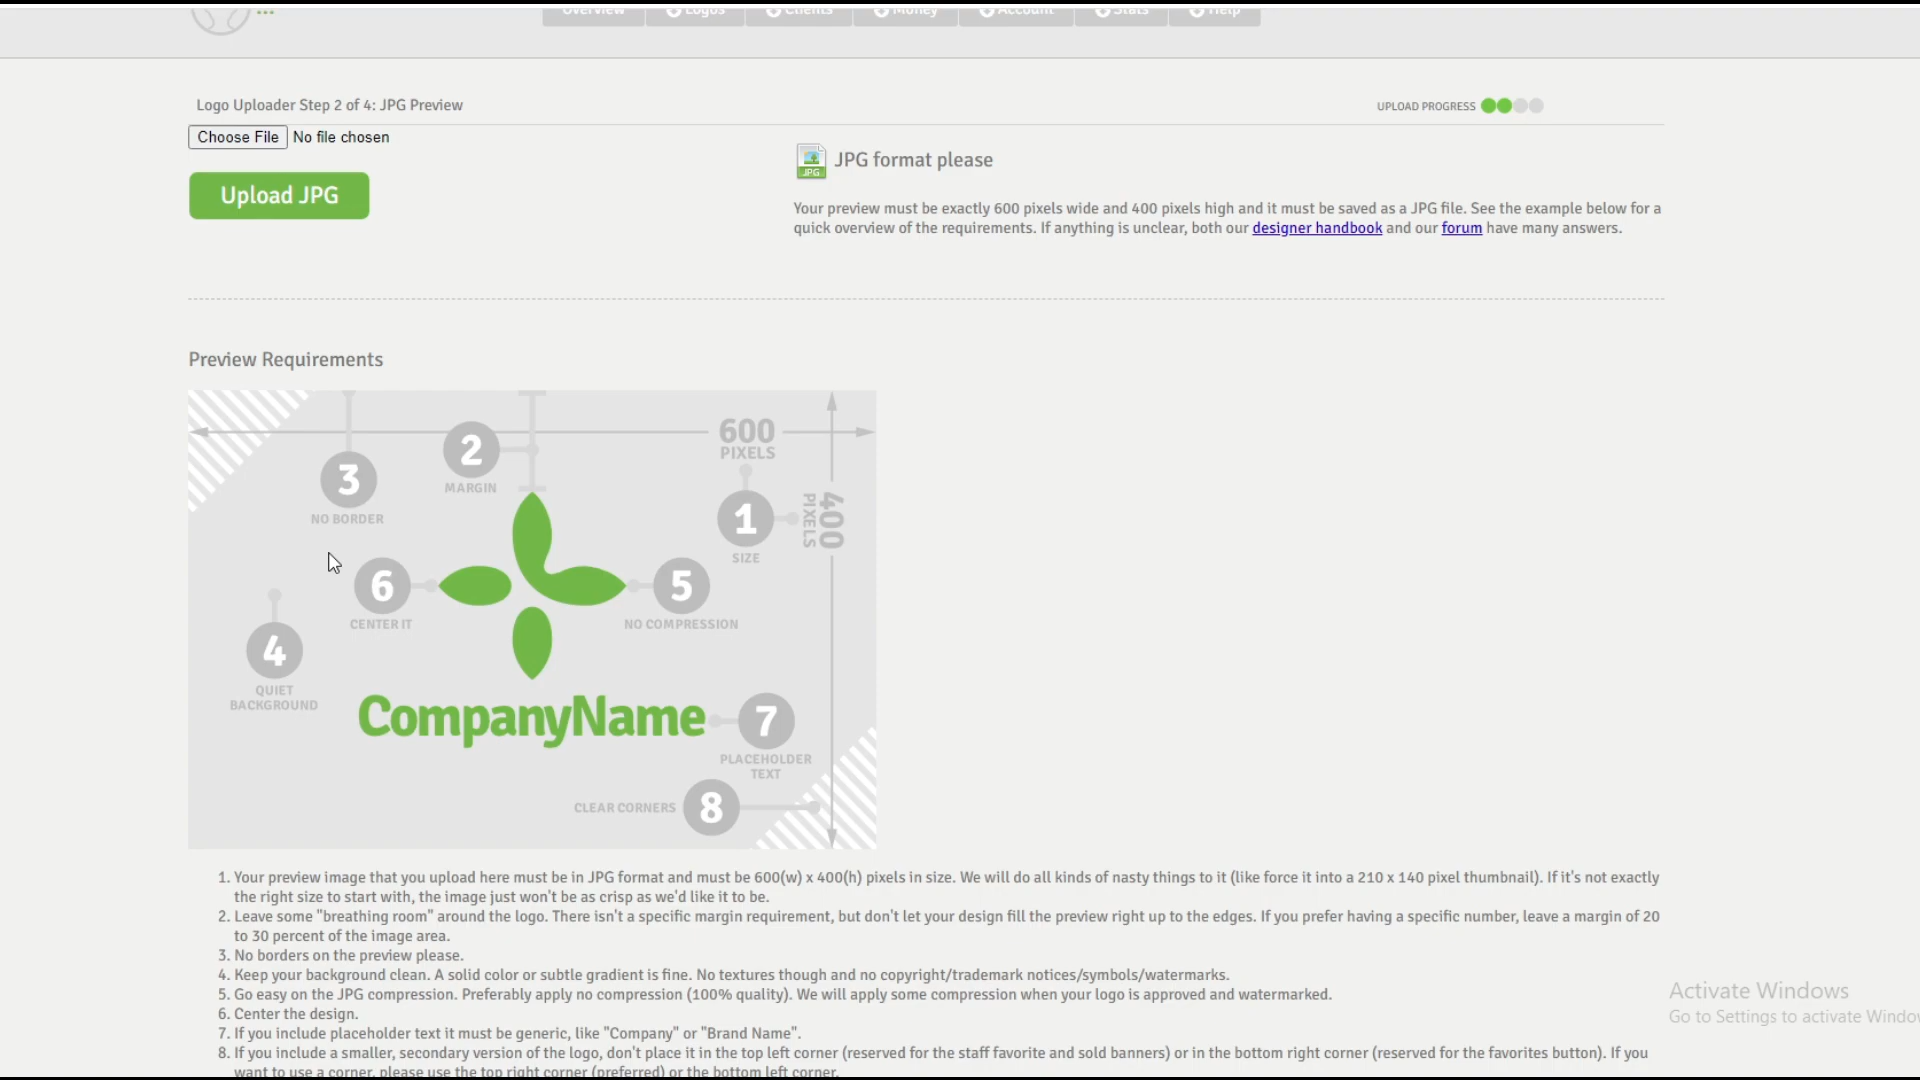 Overview Logos Clients Money Account Stats Help
Logo Uploader Step 2 of 4: JPG Preview
UPLOAD PROGRESS
Choose File No file chosen
JPG
JPG format please
Upload JPG
Your preview must be exactly 600 pixels wide and 400 pixels high and it must be saved as a JPG file. See the example below for a
quick overview of the requirements. If anything is unclear, both our designer handbook and our forum have many answers.
Preview Requirements
600
PIXELS
2
MARGIN
3
NO BORDER
400
PIXELS
1
SIZE
6
CENTER IT
5
NO COMPRESSION
4
QUIET
BACKGROUND
CompanyName
7
PLACEHOLDER
TEXT
CLEAR CORNERS 8
1. Your preview image that you upload here must be in JPG format and must be 600(w) x 400(h) pixels in size. We will do all kinds of nasty things to it (like force it into a 210 x 140 pixel thumbnail). If it's not exactly
the right size to start with, the image just won't be as crisp as we'd like it to be.
2. Leave some "breathing room" around the logo. There isn't a specific margin requirement, but don't let your design fill the preview right up to the edges. If you prefer having a specific number, leave a margin of 20
to 30 percent of the image area.
3. No borders on the preview please.
4. Keep your background clean. A solid color or subtle gradient is fine. No textures though and no copyright/trademark notices/symbols/watermarks.
5. Go easy on the JPG compression. Preferably apply no compression (100% quality). We will apply some compression when your logo is approved and watermarked.
6. Center the design.
7. If you include placeholder text it must be generic, like "Company" or "Brand Name".
8. If you include a smaller, secondary version of the logo, don't place it in the top left corner (reserved for the staff favorite and sold banners) or in the bottom right corner (reserved for the favorites button). If you
want to use a corner, please use the top right corner (preferred) or the bottom left corner.
Activate Windows
Go to Settings to activate Windo